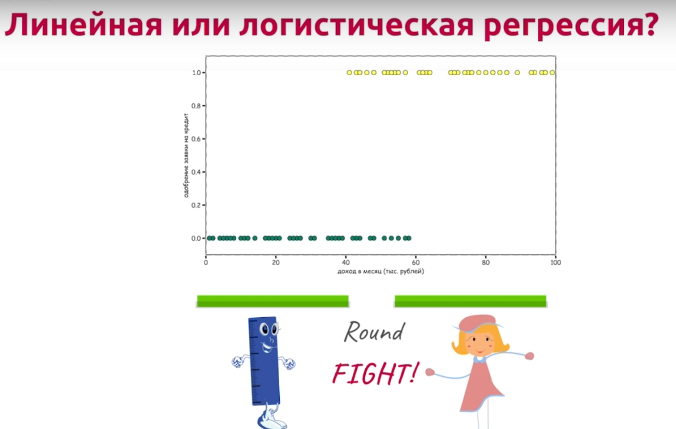 Линейная или логистическая регрессия?
1.0
0.8
0.6
0.4
0.2
0.0
одобрение заявки на кредит
0 20 40 60 80 100
доход в месяц (тыс. рублей)
Round
FIGHT!